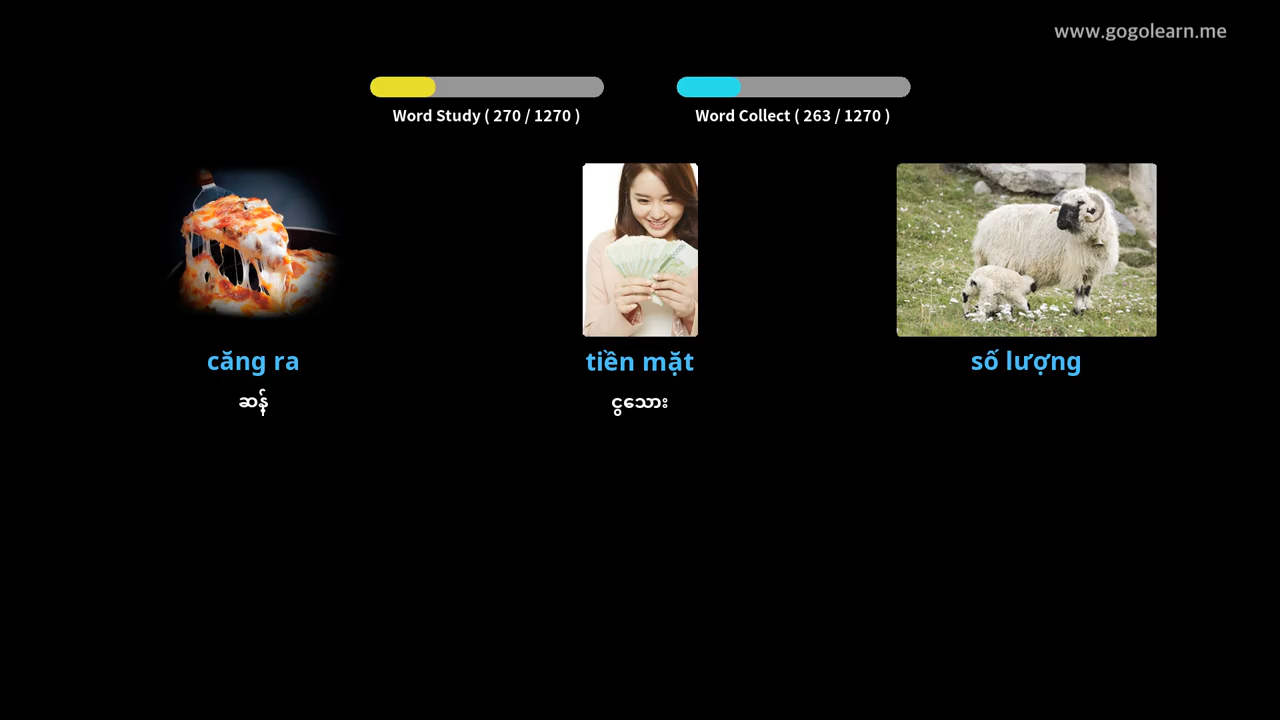 www.gogolearn.me
Word Study ( 270 / 1270 )
Word Collect ( 263 / 1270 )
căng ra
tiền mặt
số lượng
ဆန့်
ငွေသား